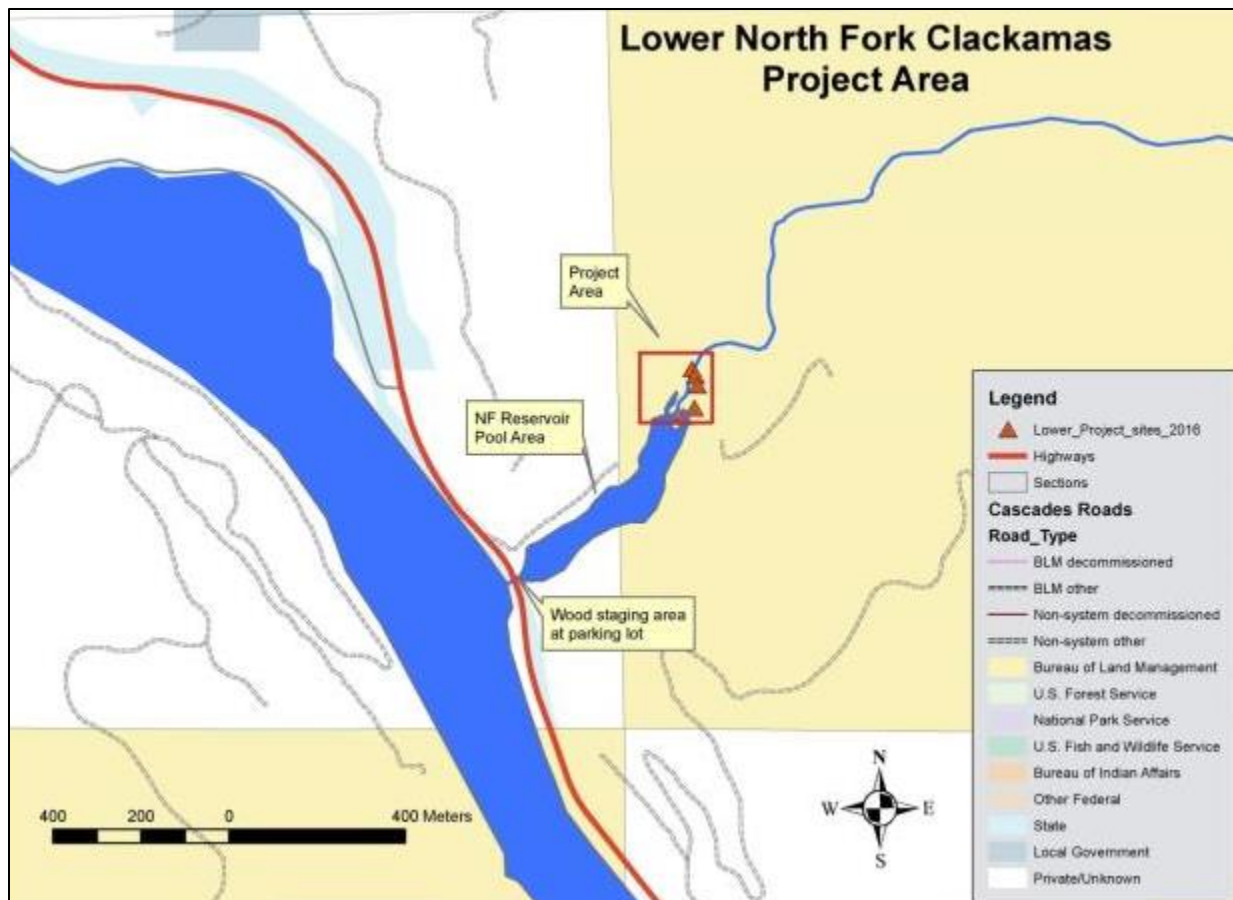 Lower North Fork Clackamas
Project Area
Project
Area
NF Reservoir
Pool Area
Wood staging area
at parking lot
400 200 0 400 Meters
N
W E
S
Legend
Lower_Project_sites_2016
Highways
Sections
Cascades Roads
Road_Type
BLM decommissioned
BLM other
Non-system decommissioned
Non-system other
Bureau of Land Management
U.S. Forest Service
National Park Service
U.S. Fish and Wildlife Service
Bureau of Indian Affairs
Other Federal
State
Local Government
Private/Unknown